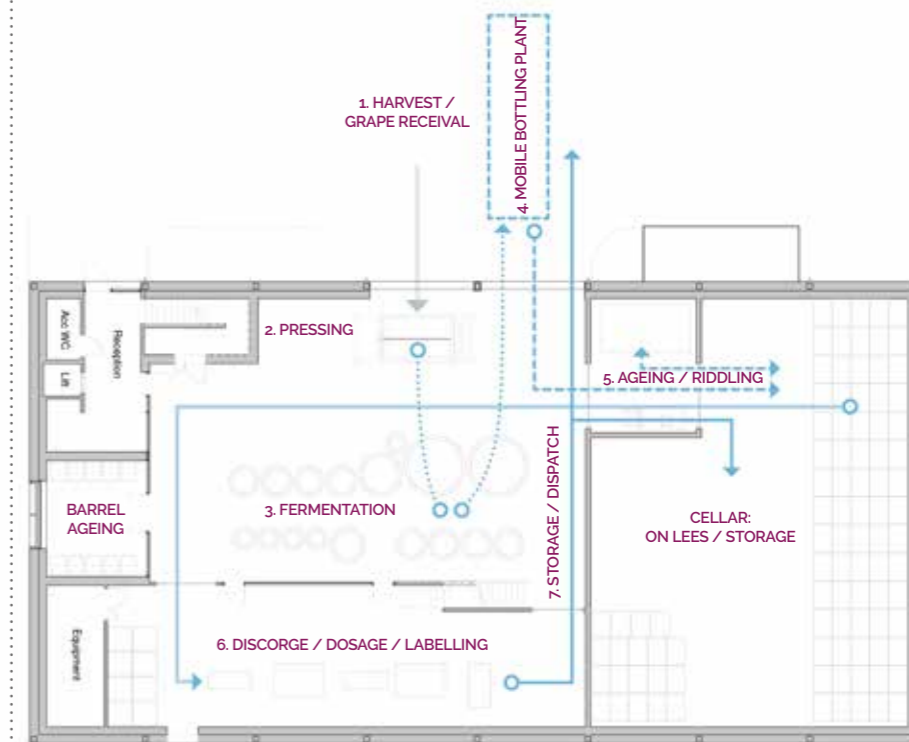 1. HARVEST /
GRAPE RECEIVAL
4. MOBILE BOTTLING PLANT
Acc WC
Lift
Reception
2. PRESSING
5. AGEING / RIDDLING
BARREL
AGEING
3. FERMENTATION
7. STORAGE / DISPATCH
CELLAR:
ON LEES / STORAGE
Equipment
6. DISCORGE / DOSAGE / LABELLING